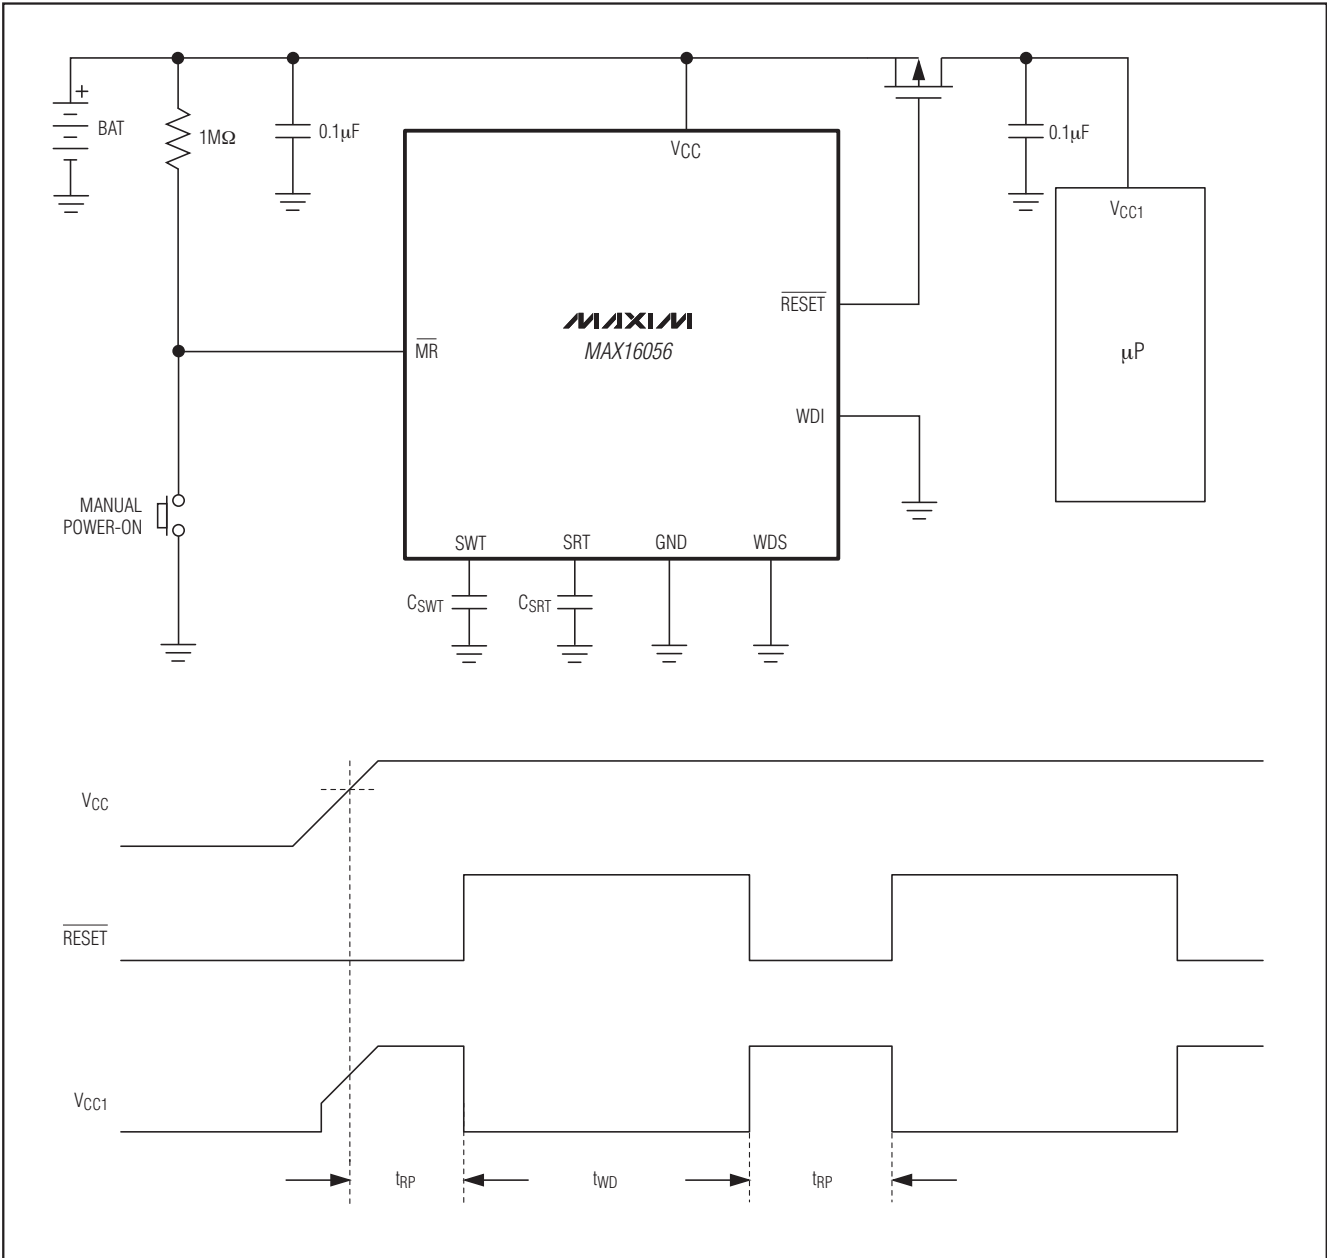 +
BAT
1MΩ
0.1µF
VCC
0.1µF
VCC1
RESET
MAXIM
MAX16056
MR
µP
WDI
MANUAL
POWER-ON
SWT
SRT
GND
WDS
CSWT
CSRT
VCC
RESET
VCC1
tRP
tWD
tRP